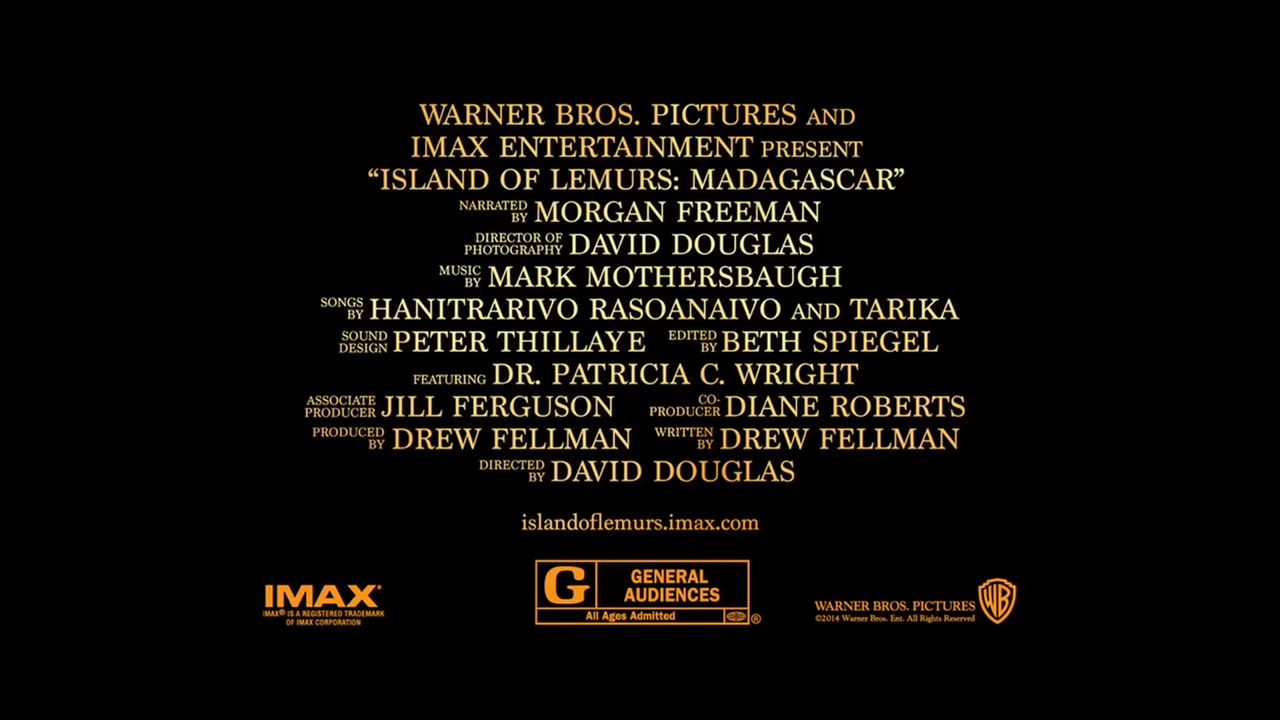 WARNER BROS. PICTURES AND
IMAX ENTERTAINMENT PRESENT
“ISLAND OF LEMURS: MADAGASCAR”
NARRATED BY MORGAN FREEMAN
DIRECTOR OF PHOTOGRAPHY DAVID DOUGLAS
MUSIC BY MARK MOTHERSBAUGH
SONGS BY HANITRARIVO RASOANAIVO AND TARIKA
SOUND DESIGN PETER THILLAYE EDITED BY BETH SPIEGEL
FEATURING DR. PATRICIA C. WRIGHT
ASSOCIATE PRODUCER JILL FERGUSON CO-PRODUCER DIANE ROBERTS
PRODUCED BY DREW FELLMAN WRITTEN BY DREW FELLMAN
DIRECTED BY DAVID DOUGLAS
islandoflemurs.imax.com
IMAX®
IMAX® IS A REGISTERED TRADEMARK
OF IMAX CORPORATION
G GENERAL
AUDIENCES
All Ages Admitted ®
WARNER BROS. PICTURES WB
©2014 Warner Bros. Ent. All Rights Reserved